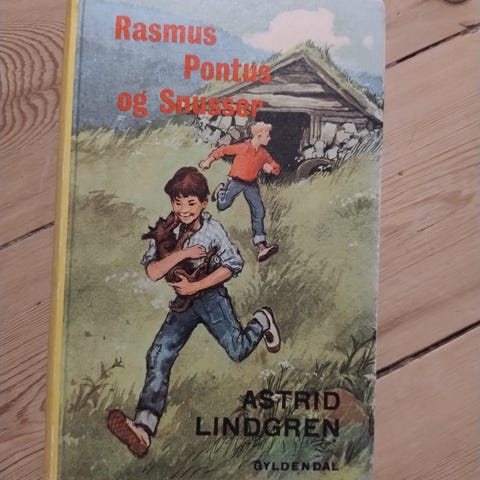 Rasmus
Pontus
og Snusser
ASTRID
LINDGREN
GYLDENDAL